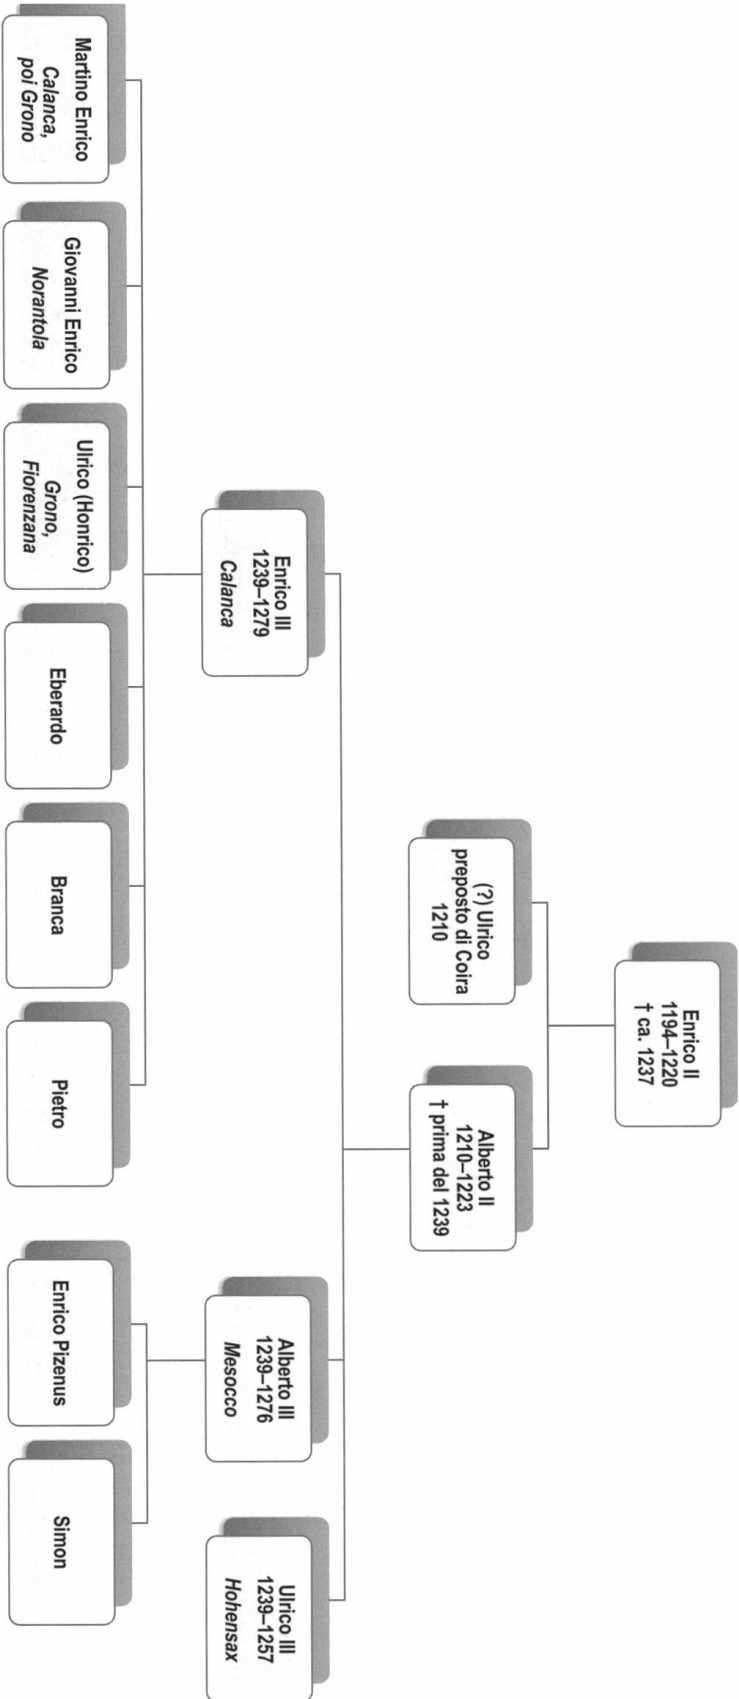 Enrico II
1194–1220
† ca. 1237
(?) Ulrico
preposto di Coira
1210
Alberto II
1210–1223
† prima del 1239
Enrico III
1239–1279
Calanca
Alberto III
1239–1276
Mesocco
Ulrico III
1239–1257
Hohensax
Martino Enrico
Calanca,
poi Grono
Giovanni Enrico
Norantola
Ulrico (Honrico)
Grono,
Fiorenzana
Eberardo
Branca
Pietro
Enrico Pizenus
Simon